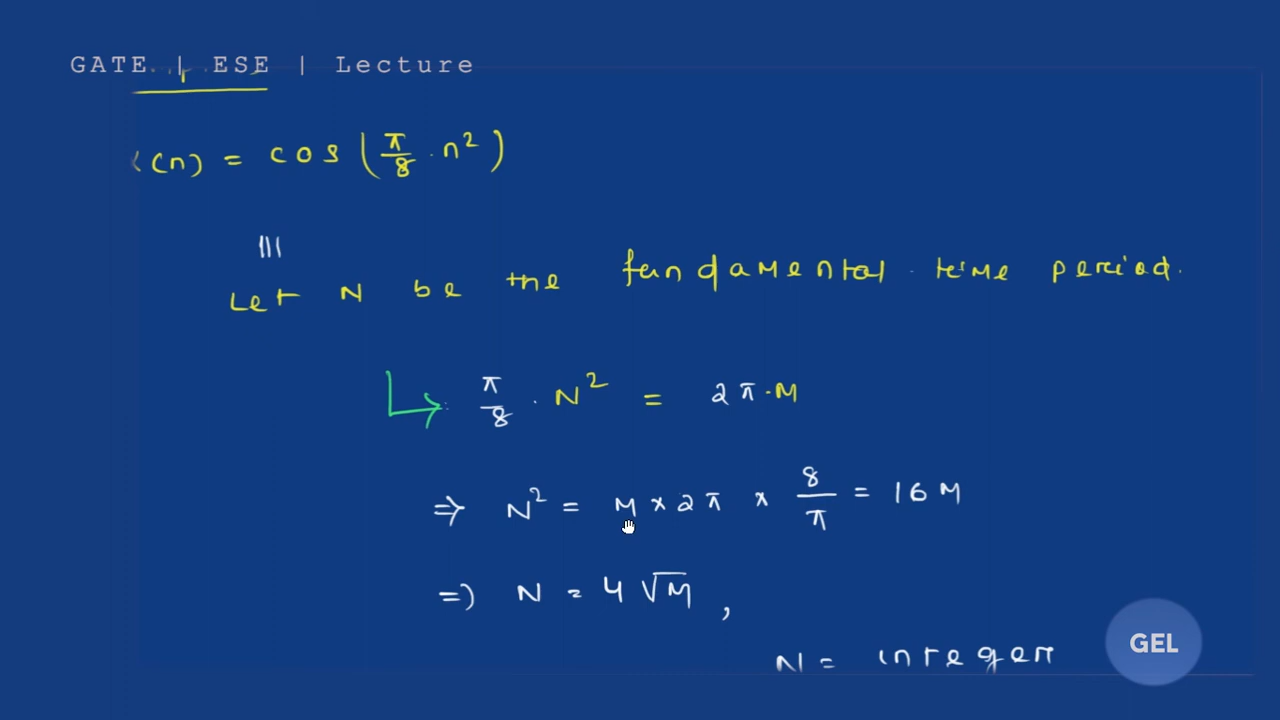 GATE | ESE | Lecture
x(n) = cos(π/8 · n²)
Let N be the fundamental time period.
π/8 · N² = 2π · M
⇒ N² = M × 2π × 8/π = 16M
⇒ N = 4√M,
N = integer
GEL